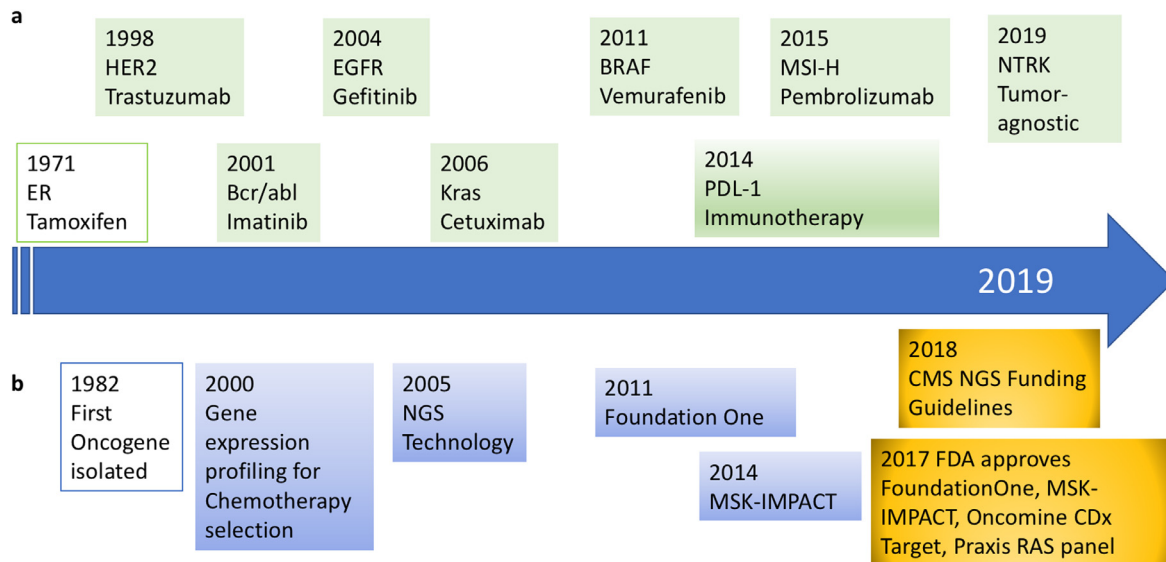 a
1998
HER2
Trastuzumab
2004
EGFR
Gefitinib
2011
BRAF
Vemurafenib
2015
MSI-H
Pembrolizumab
2019
NTRK
Tumor-
agnostic
1971
ER
Tamoxifen
2001
Bcr/abl
Imatinib
2006
Kras
Cetuximab
2014
PDL-1
Immunotherapy
2019
b
1982
First
Oncogene
isolated
2000
Gene
expression
profiling for
Chemotherapy
selection
2005
NGS
Technology
2011
Foundation One
2014
MSK-IMPACT
2018
CMS NGS Funding
Guidelines
2017 FDA approves
FoundationOne, MSK-
IMPACT, Oncomine CDx
Target, Praxis RAS panel